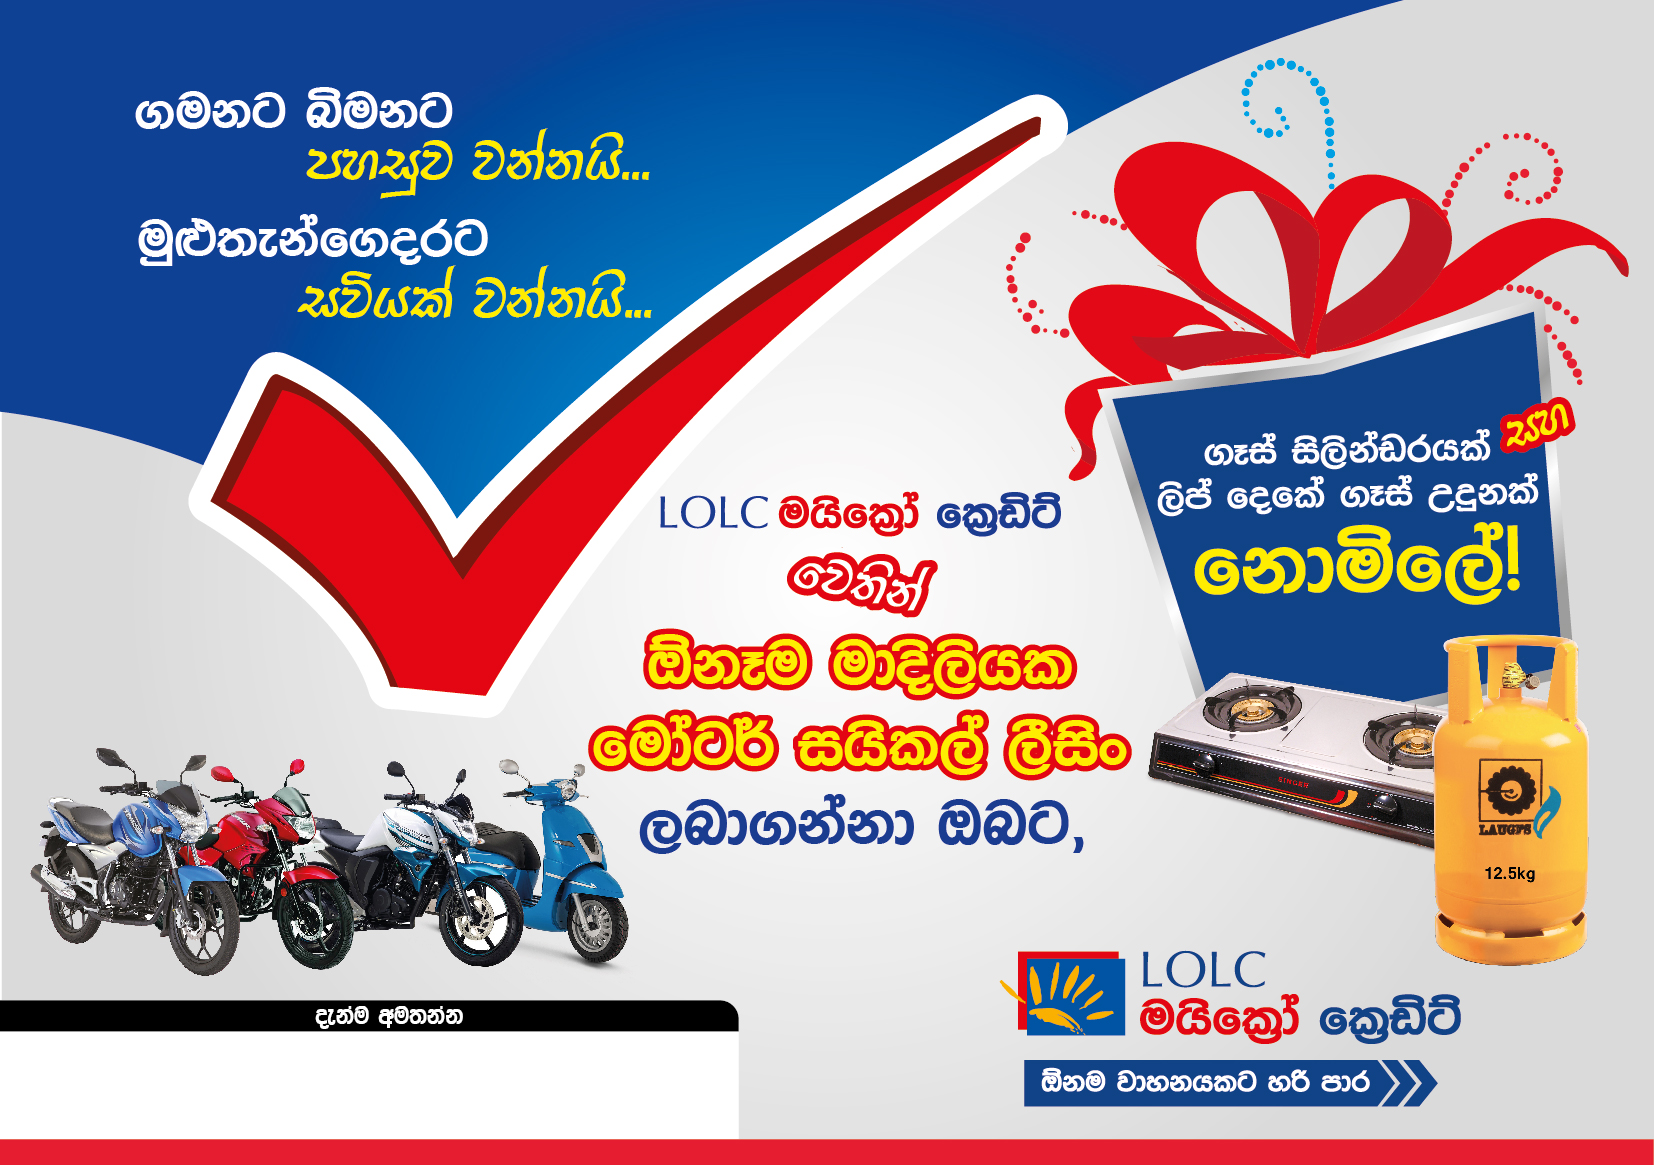 ගමනට බිමනට
පහසුව වන්නයි...
මුළුතැන්ගෙදරට
සවියක් වන්නයි...
ගෑස් සිලින්ඩරයක් සහ
ලිප් දෙකේ ගෑස් උදුනක්
නොමිලේ!
LOLC මයික්‍රෝ ක්‍රෙඩිට්
වෙතින්
ඕනෑම මාදිලියක
මෝටර් සයිකල් ලීසිං
ලබාගන්නා ඔබට,
SINGER
LAUGFS
12.5kg
LOLC
මයික්‍රෝ ක්‍රෙඩිට්
ඕනම වාහනයකට හරි පාර
දැන්ම අමතන්න